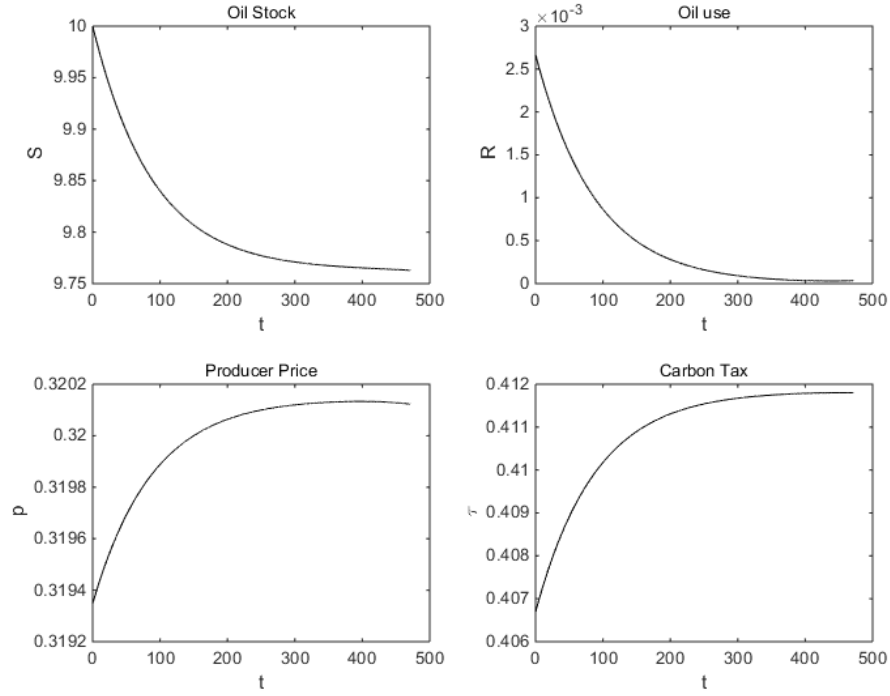 Oil Stock
10
9.95
9.9
9.85
9.8
9.75
S
0 100 200 300 400 500
t
Oil use
×10⁻³
3
2.5
2
1.5
1
0.5
0
R
0 100 200 300 400 500
t
Producer Price
0.3202
0.32
0.3198
0.3196
0.3194
0.3192
p
0 100 200 300 400 500
t
Carbon Tax
0.412
0.411
0.41
0.409
0.408
0.407
0.406
τ
0 100 200 300 400 500
t